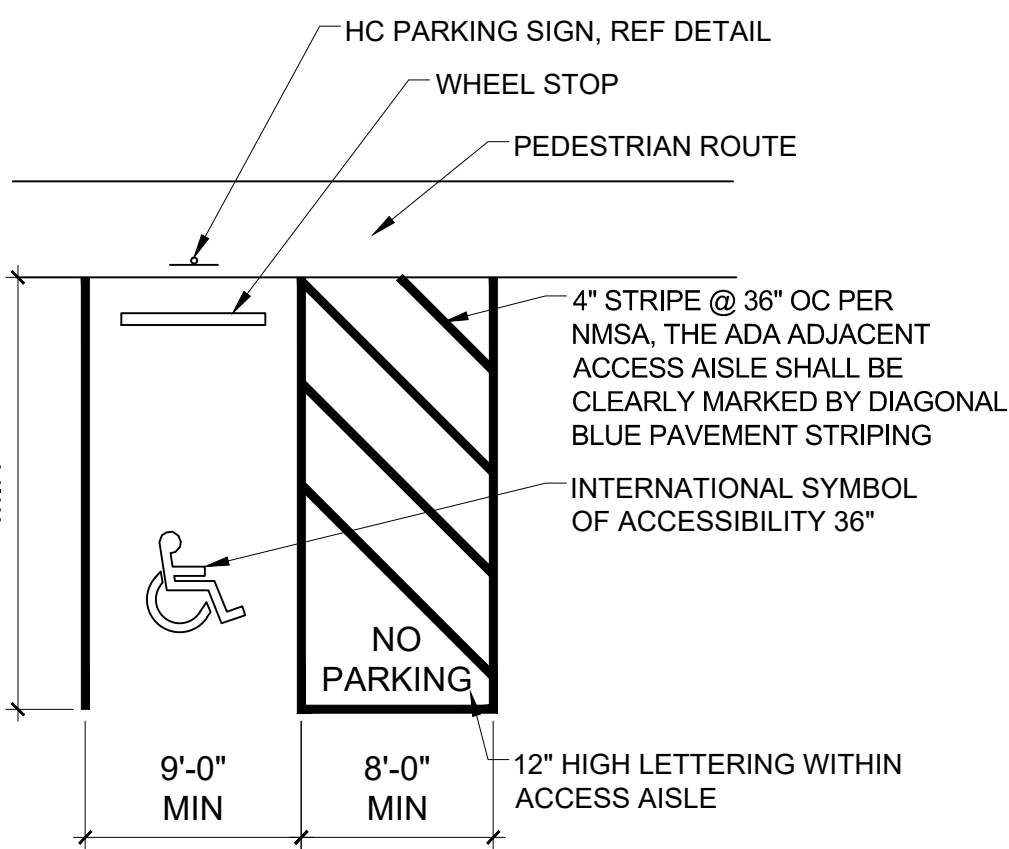 HC PARKING SIGN, REF DETAIL
WHEEL STOP
PEDESTRIAN ROUTE
4" STRIPE @ 36" OC PER
NMSA, THE ADA ADJACENT
ACCESS AISLE SHALL BE
CLEARLY MARKED BY DIAGONAL
BLUE PAVEMENT STRIPING
INTERNATIONAL SYMBOL
OF ACCESSIBILITY 36"
NO
PARKING
12" HIGH LETTERING WITHIN
ACCESS AISLE
9'-0"
MIN
8'-0"
MIN